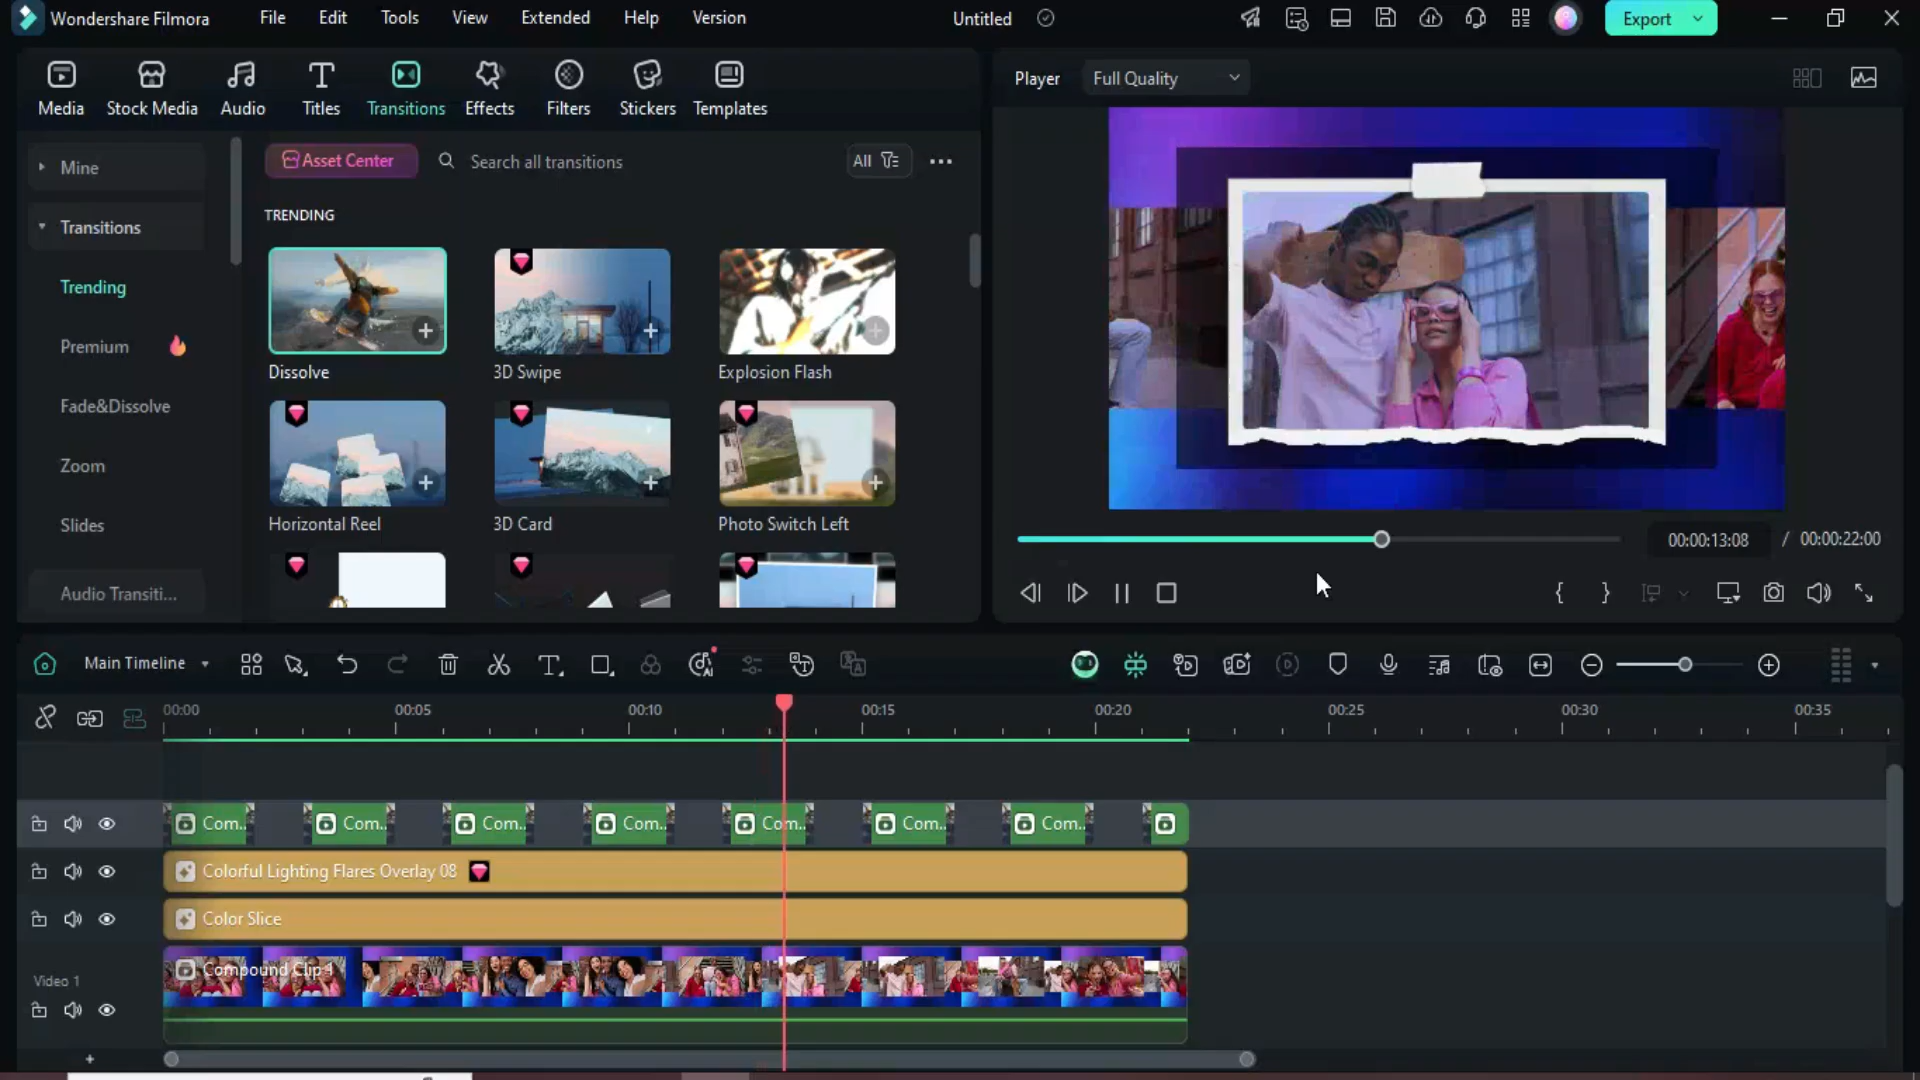 Wondershare Filmora
File Edit Tools View Extended Help Version
Untitled
Export
Media Stock Media Audio Titles Transitions Effects Filters Stickers Templates
Player Full Quality
Mine
Asset Center
Search all transitions
All
Transitions
TRENDING
Trending
Premium
Fade&Dissolve
Zoom
Slides
Audio Transiti...
Dissolve 3D Swipe Explosion Flash
Horizontal Reel 3D Card Photo Switch Left
00:00:13:08 / 00:00:22:00
Main Timeline
AI
00:00 00:05 00:10 00:15 00:20 00:25 00:30 00:35
Com.. Com.. Com.. Com.. Com.. Com.. Com..
Colorful Lighting Flares Overlay 08
Color Slice
Compound Clip 1
Video 1